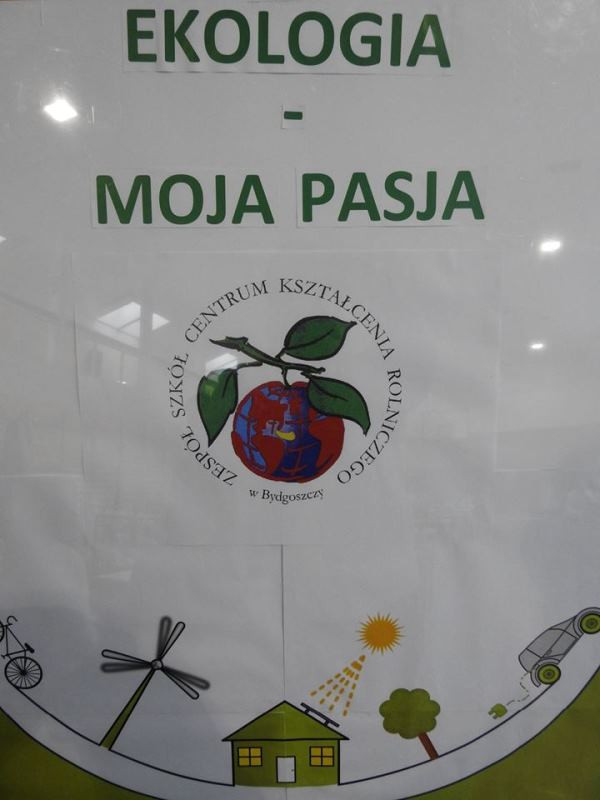 EKOLOGIA
-
MOJA PASJA
ZESPÓŁ SZKÓŁ CENTRUM KSZTAŁCENIA ROLNICZEGO
w Bydgoszczy